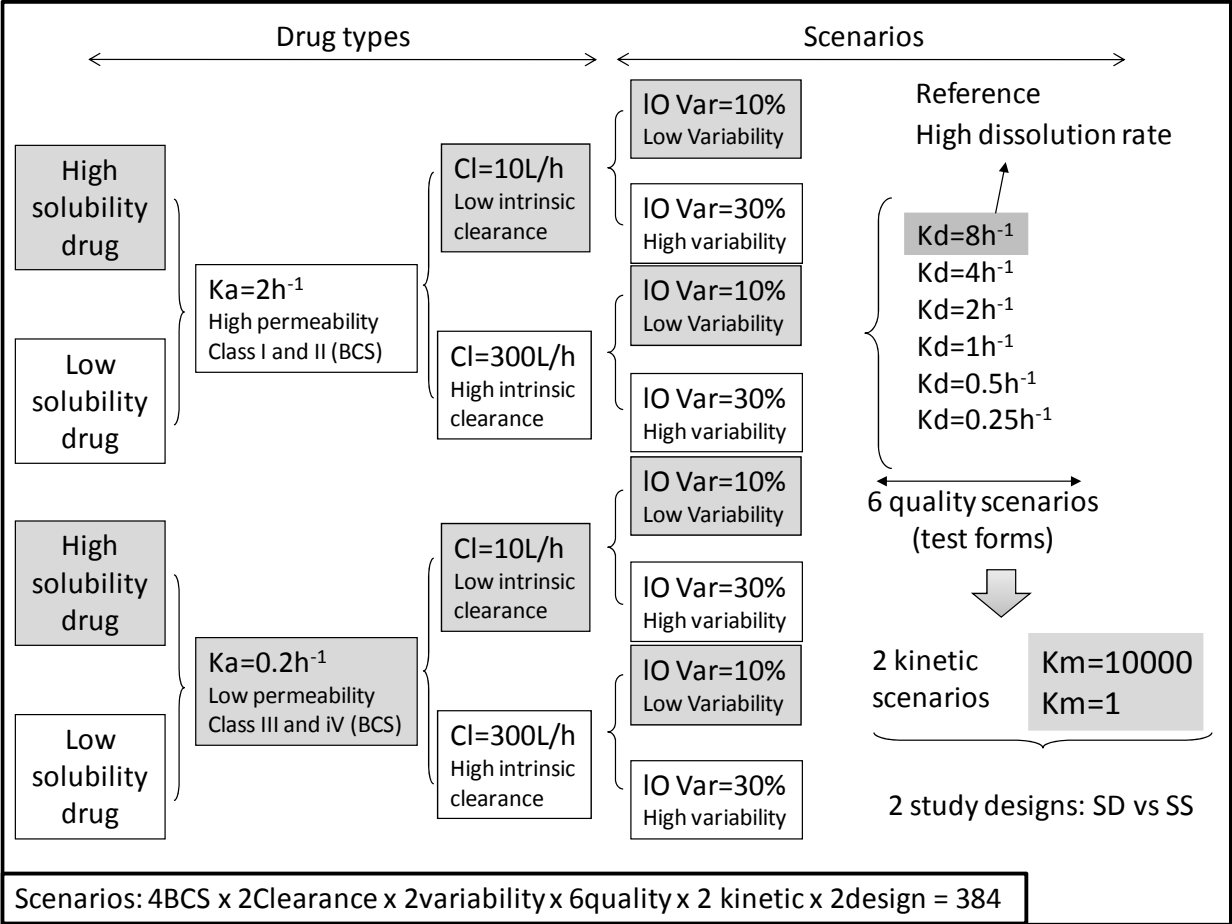 Drug types
Scenarios
High
solubility
drug
Low
solubility
drug
Ka=2h⁻¹
High permeability
Class I and II (BCS)
Cl=10L/h
Low intrinsic
clearance
Cl=300L/h
High intrinsic
clearance
IO Var=10%
Low Variability
IO Var=30%
High variability
IO Var=10%
Low Variability
IO Var=30%
High variability
High
solubility
drug
Low
solubility
drug
Ka=0.2h⁻¹
Low permeability
Class III and iV (BCS)
Cl=10L/h
Low intrinsic
clearance
Cl=300L/h
High intrinsic
clearance
IO Var=10%
Low Variability
IO Var=30%
High variability
IO Var=10%
Low Variability
IO Var=30%
High variability
Reference
High dissolution rate
Kd=8h⁻¹
Kd=4h⁻¹
Kd=2h⁻¹
Kd=1h⁻¹
Kd=0.5h⁻¹
Kd=0.25h⁻¹
6 quality scenarios
(test forms)
2 kinetic
scenarios
Km=10000
Km=1
2 study designs: SD vs SS
Scenarios: 4BCS x 2Clearance x 2variability x 6quality x 2 kinetic x 2design = 384